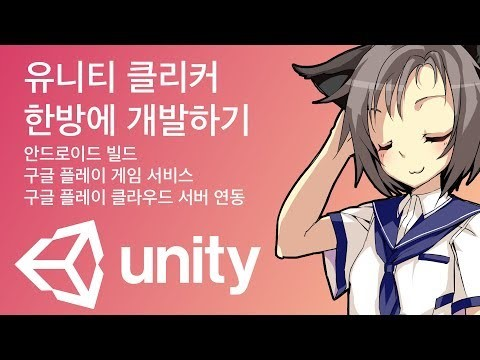 유니티 클리커
한방에 개발하기
안드로이드 빌드
구글 플레이 게임 서비스
구글 플레이 클라우드 서버 연동
unity